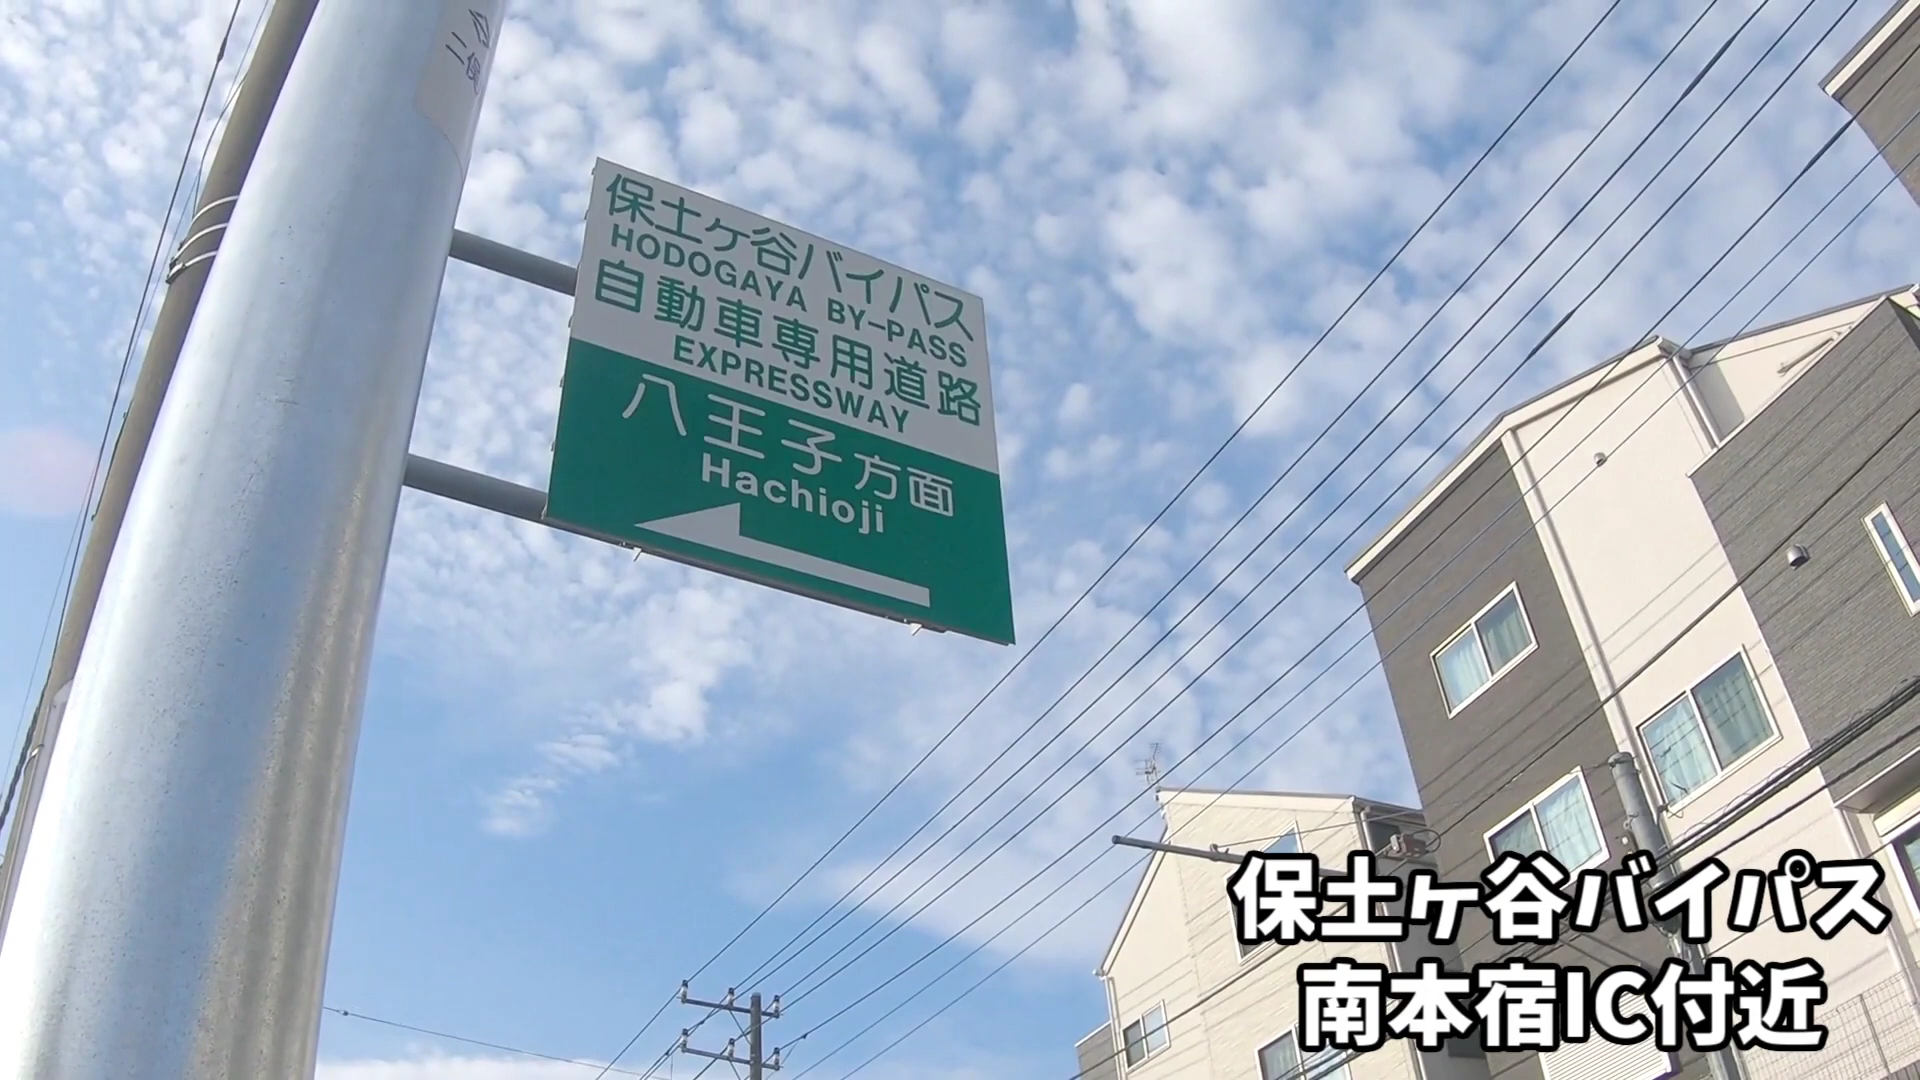 保土ヶ谷バイパス
HODOGAYA BY-PASS
自動車専用道路
EXPRESSWAY
八王子方面
Hachioji
保土ヶ谷バイパス
南本宿IC付近